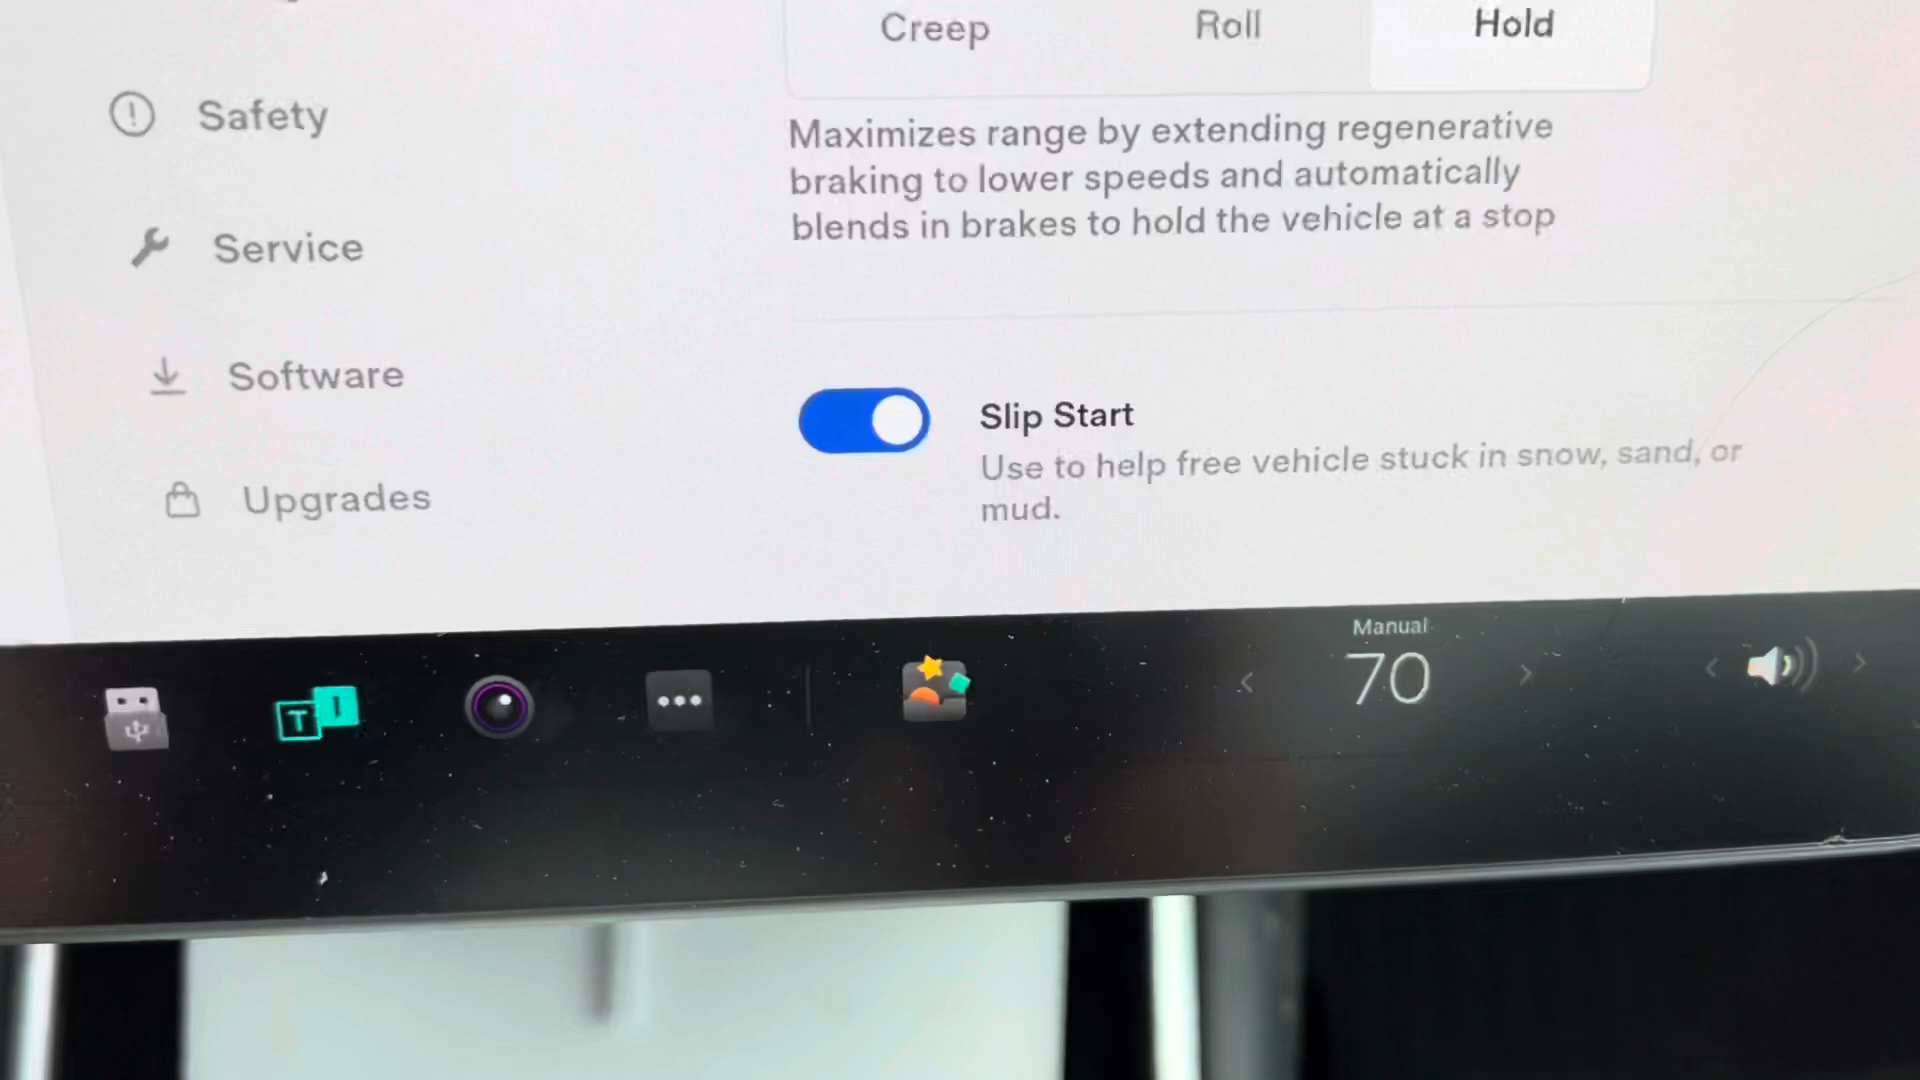 Creep Roll Hold
Safety
Maximizes range by extending regenerative
braking to lower speeds and automatically
blends in brakes to hold the vehicle at a stop
Service
Software
Slip Start
Use to help free vehicle stuck in snow, sand, or
mud.
Upgrades
Manual
70
T I